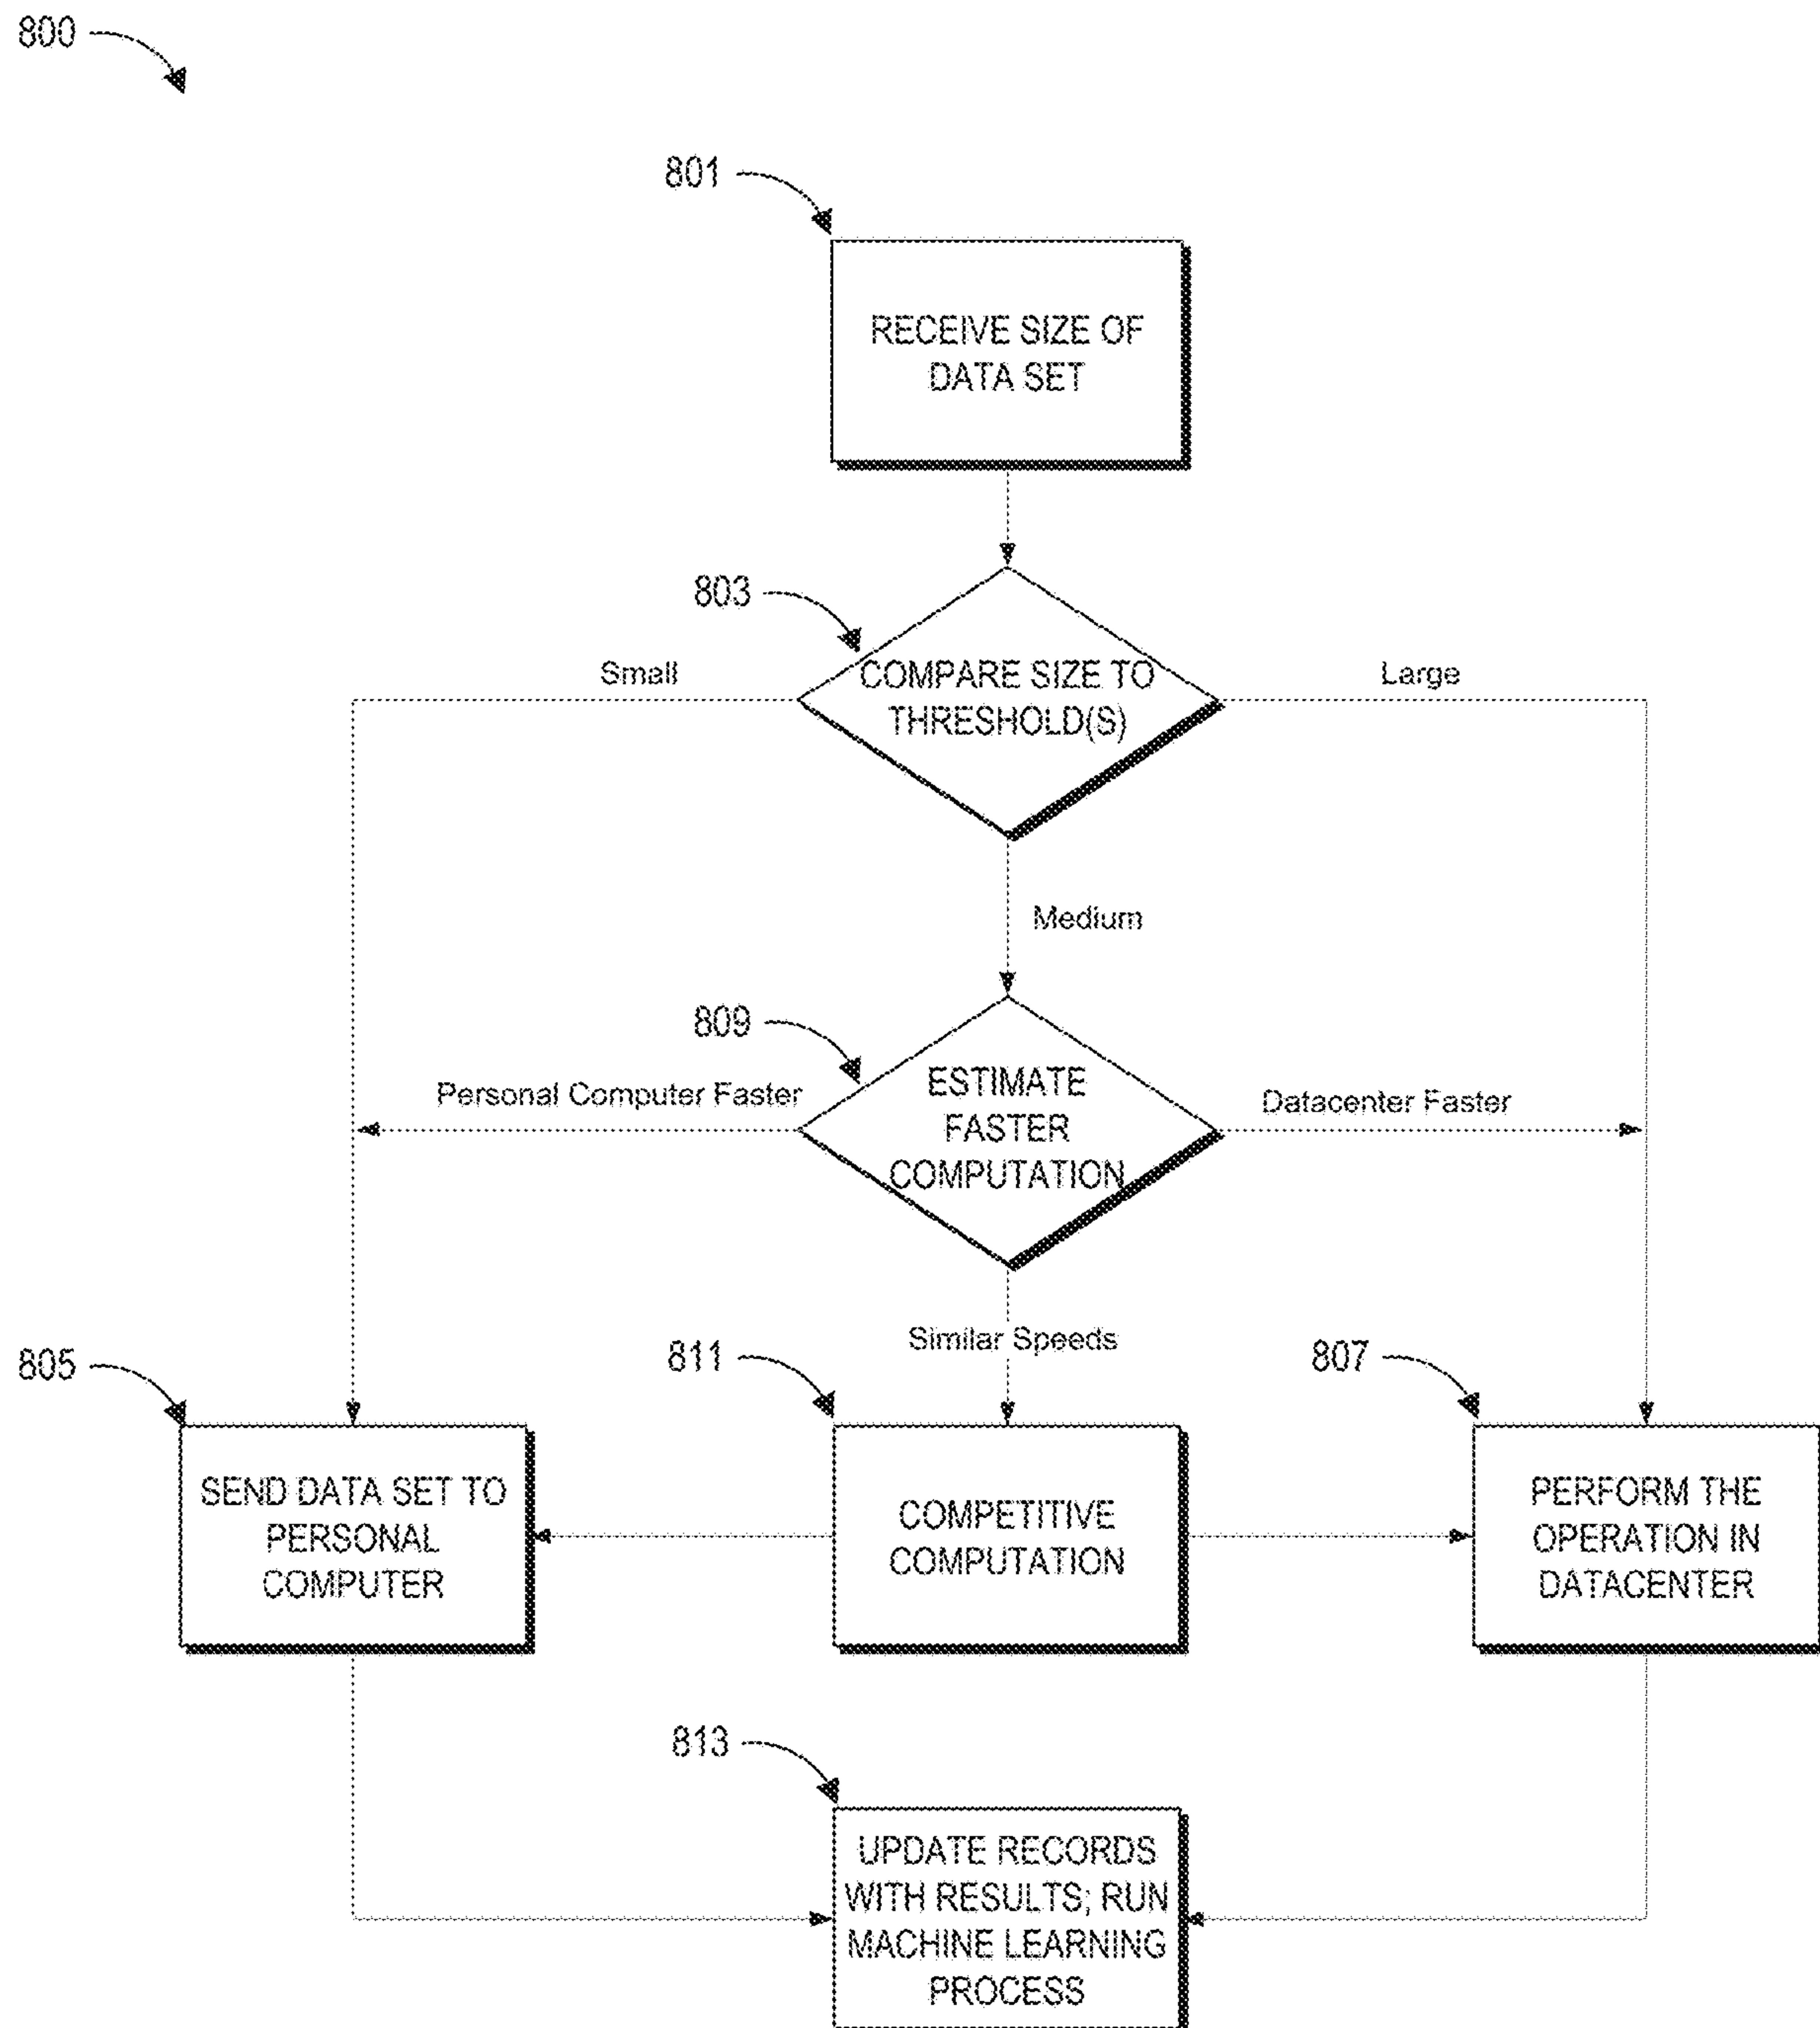 800
801
RECEIVE SIZE OF
DATA SET
803
Small
COMPARE SIZE TO
THRESHOLD(S)
Large
Medium
809
Personal Computer Faster
ESTIMATE
FASTER
COMPUTATION
Datacenter Faster
Similar Speeds
805
811
807
SEND DATA SET TO
PERSONAL
COMPUTER
COMPETITIVE
COMPUTATION
PERFORM THE
OPERATION IN
DATACENTER
813
UPDATE RECORDS
WITH RESULTS; RUN
MACHINE LEARNING
PROCESS